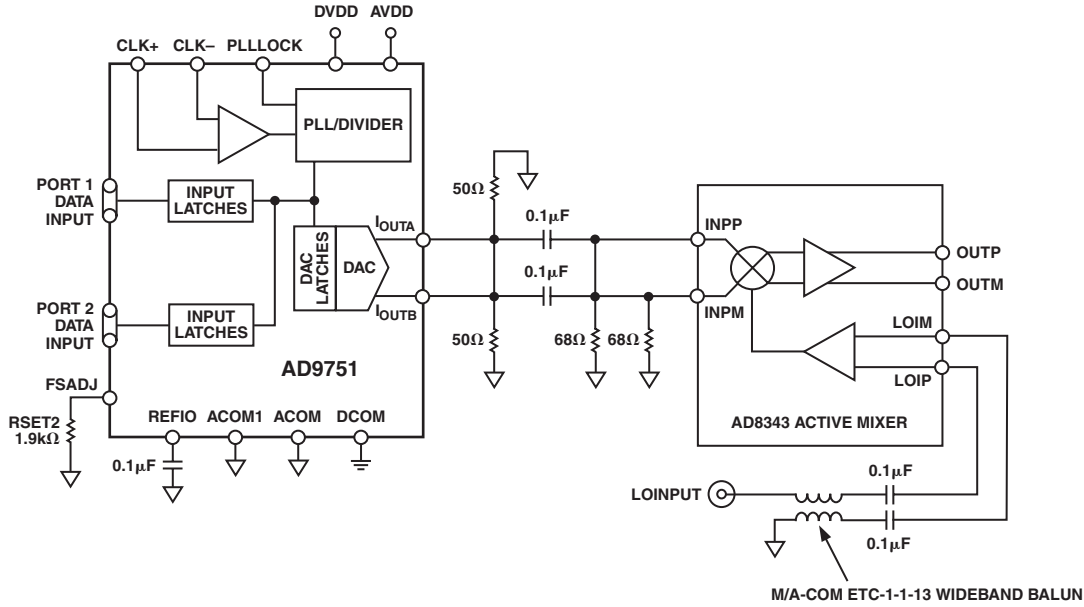 DVDD AVDD
CLK+ CLK– PLLLOCK
PLL/DIVIDER
PORT 1
DATA
INPUT
INPUT
LATCHES
DAC
LATCHES
DAC
IOUTA
IOUTB
PORT 2
DATA
INPUT
INPUT
LATCHES
AD9751
FSADJ
RSET2
1.9kΩ
REFIO ACOM1 ACOM DCOM
0.1μF
50Ω
0.1μF
0.1μF
50Ω
68Ω 68Ω
INPP
INPM
OUTP
OUTM
LOIM
LOIP
AD8343 ACTIVE MIXER
LOINPUT
0.1μF
0.1μF
M/A-COM ETC-1-1-13 WIDEBAND BALUN